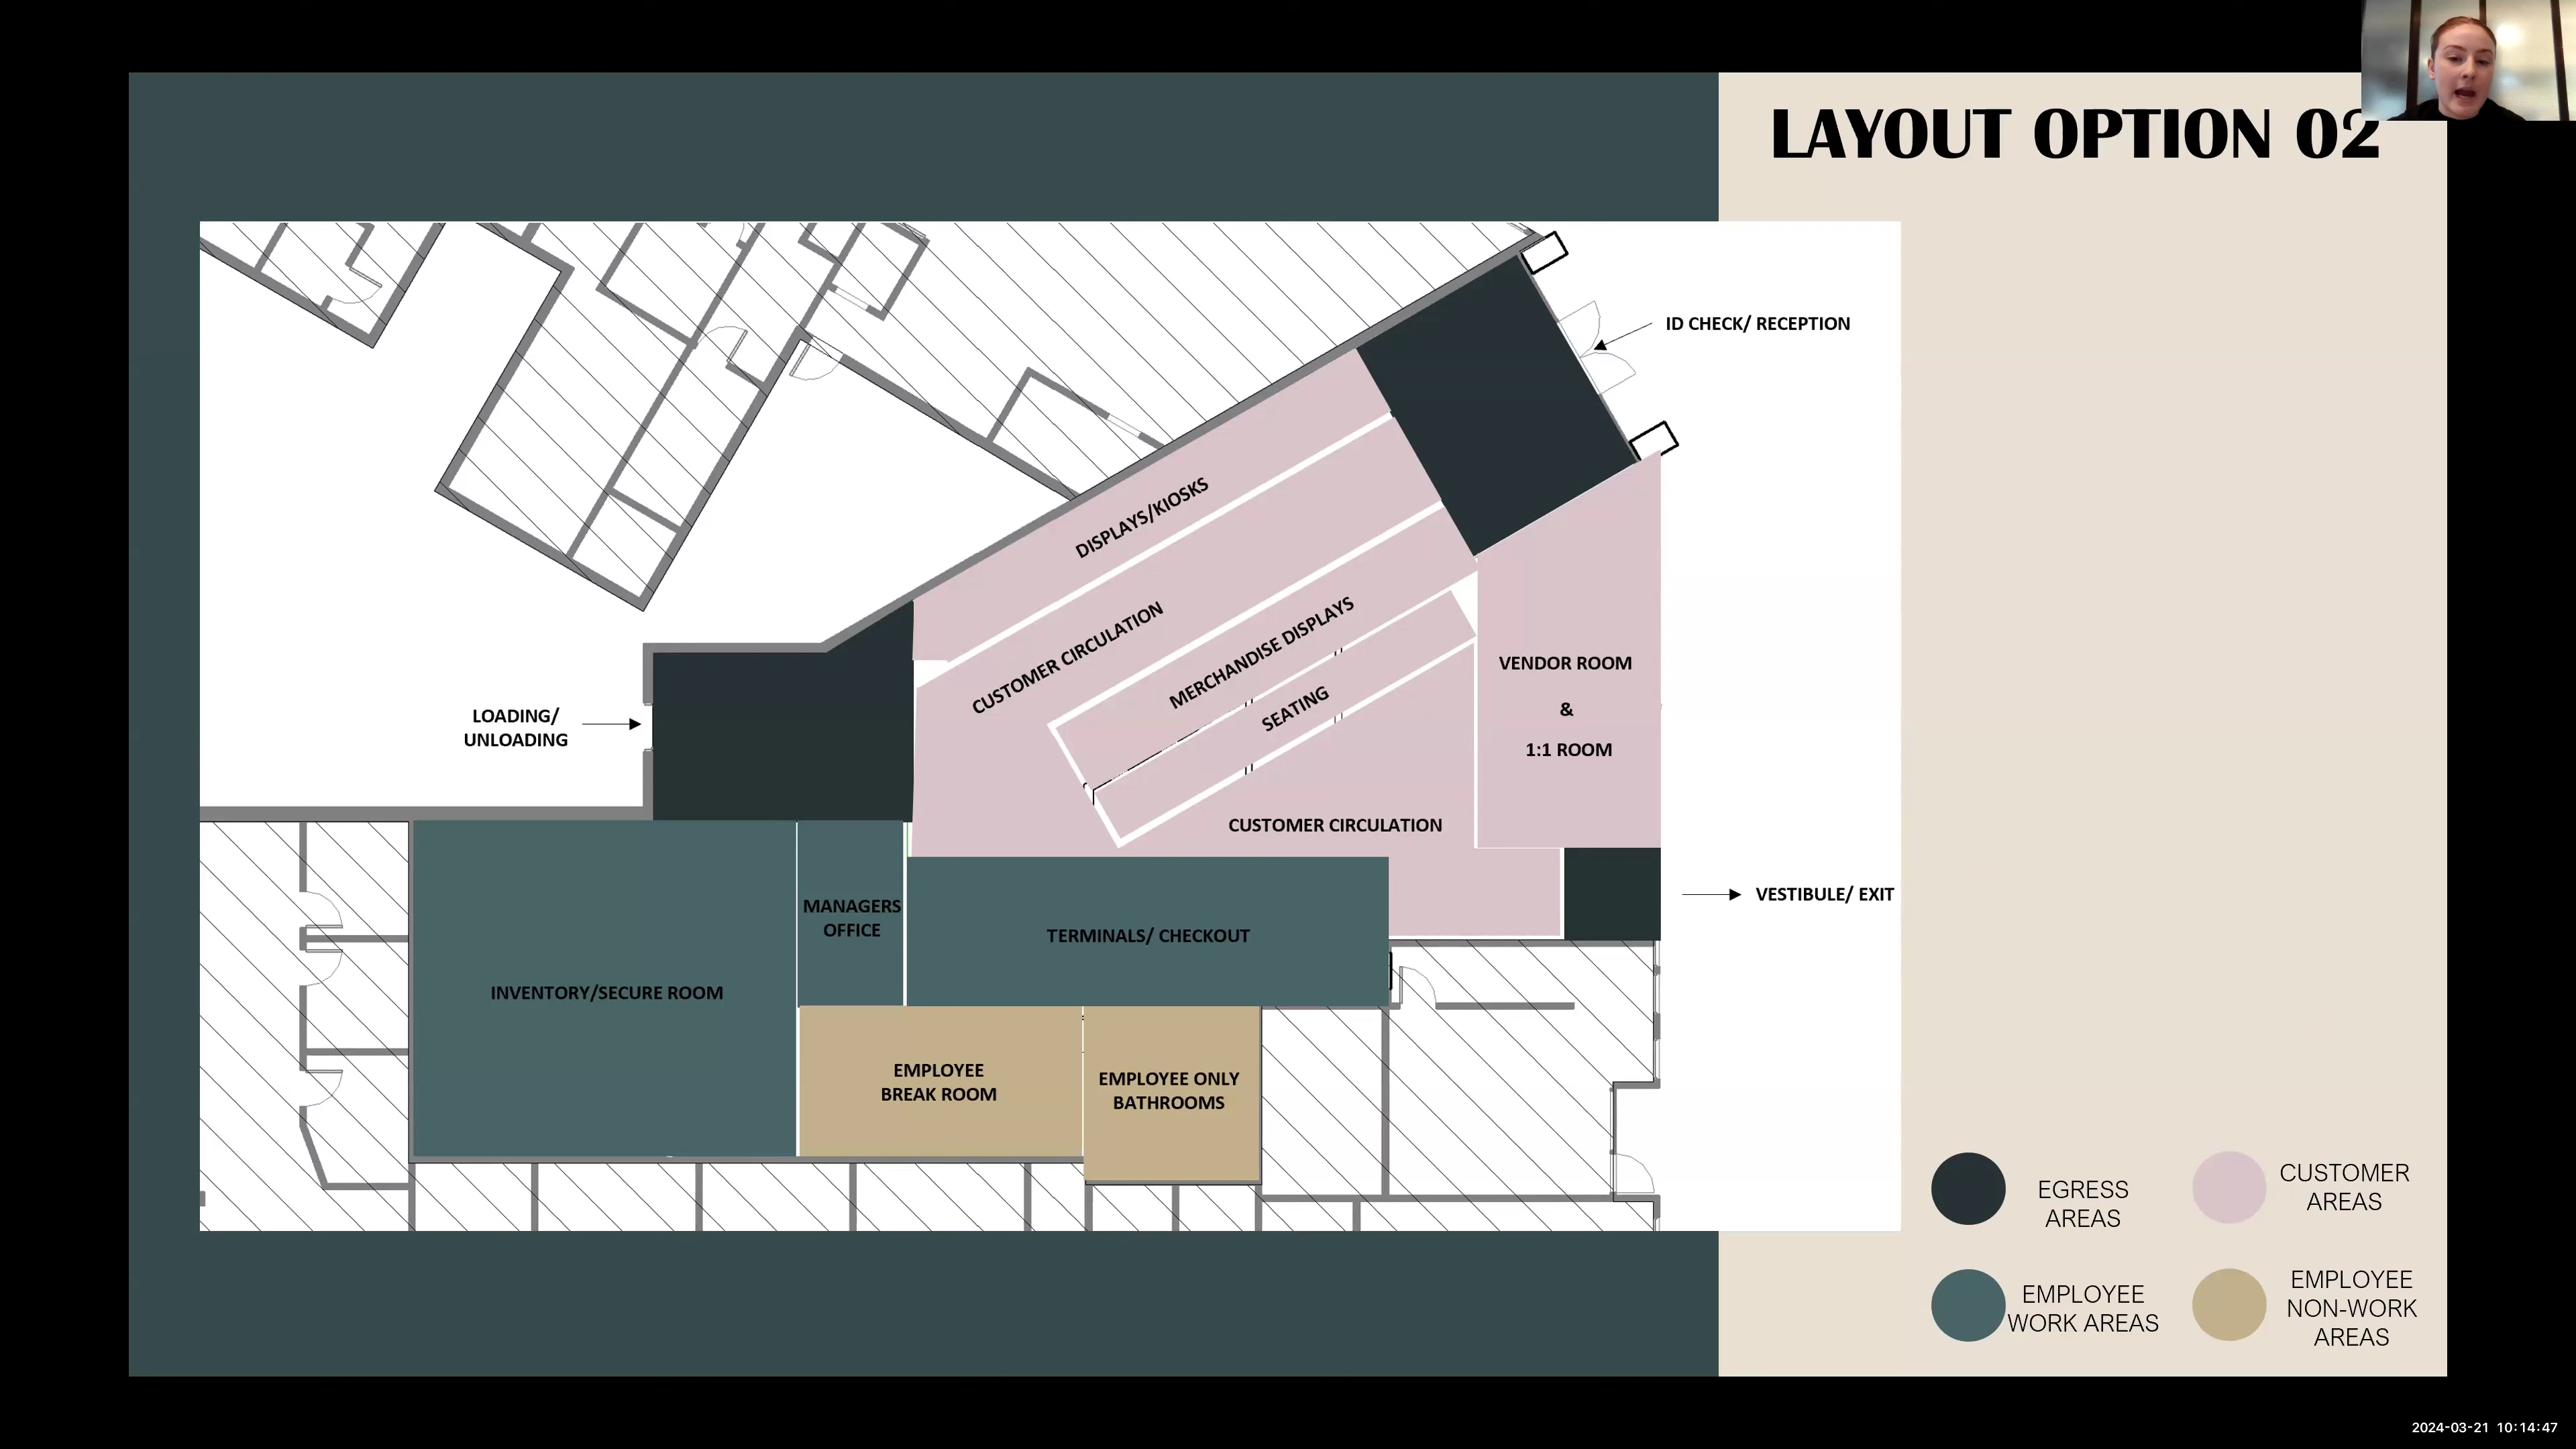 LAYOUT OPTION 02
ID CHECK/ RECEPTION
DISPLAYS/KIOSKS
CUSTOMER CIRCULATION
MERCHANDISE DISPLAYS
SEATING
VENDOR ROOM
&
1:1 ROOM
LOADING/
UNLOADING
CUSTOMER CIRCULATION
VESTIBULE/ EXIT
MANAGERS
OFFICE
TERMINALS/ CHECKOUT
INVENTORY/SECURE ROOM
EMPLOYEE
BREAK ROOM
EMPLOYEE ONLY
BATHROOMS
EGRESS
AREAS
CUSTOMER
AREAS
EMPLOYEE
WORK AREAS
EMPLOYEE
NON-WORK
AREAS
2024-03-21 10:14:47